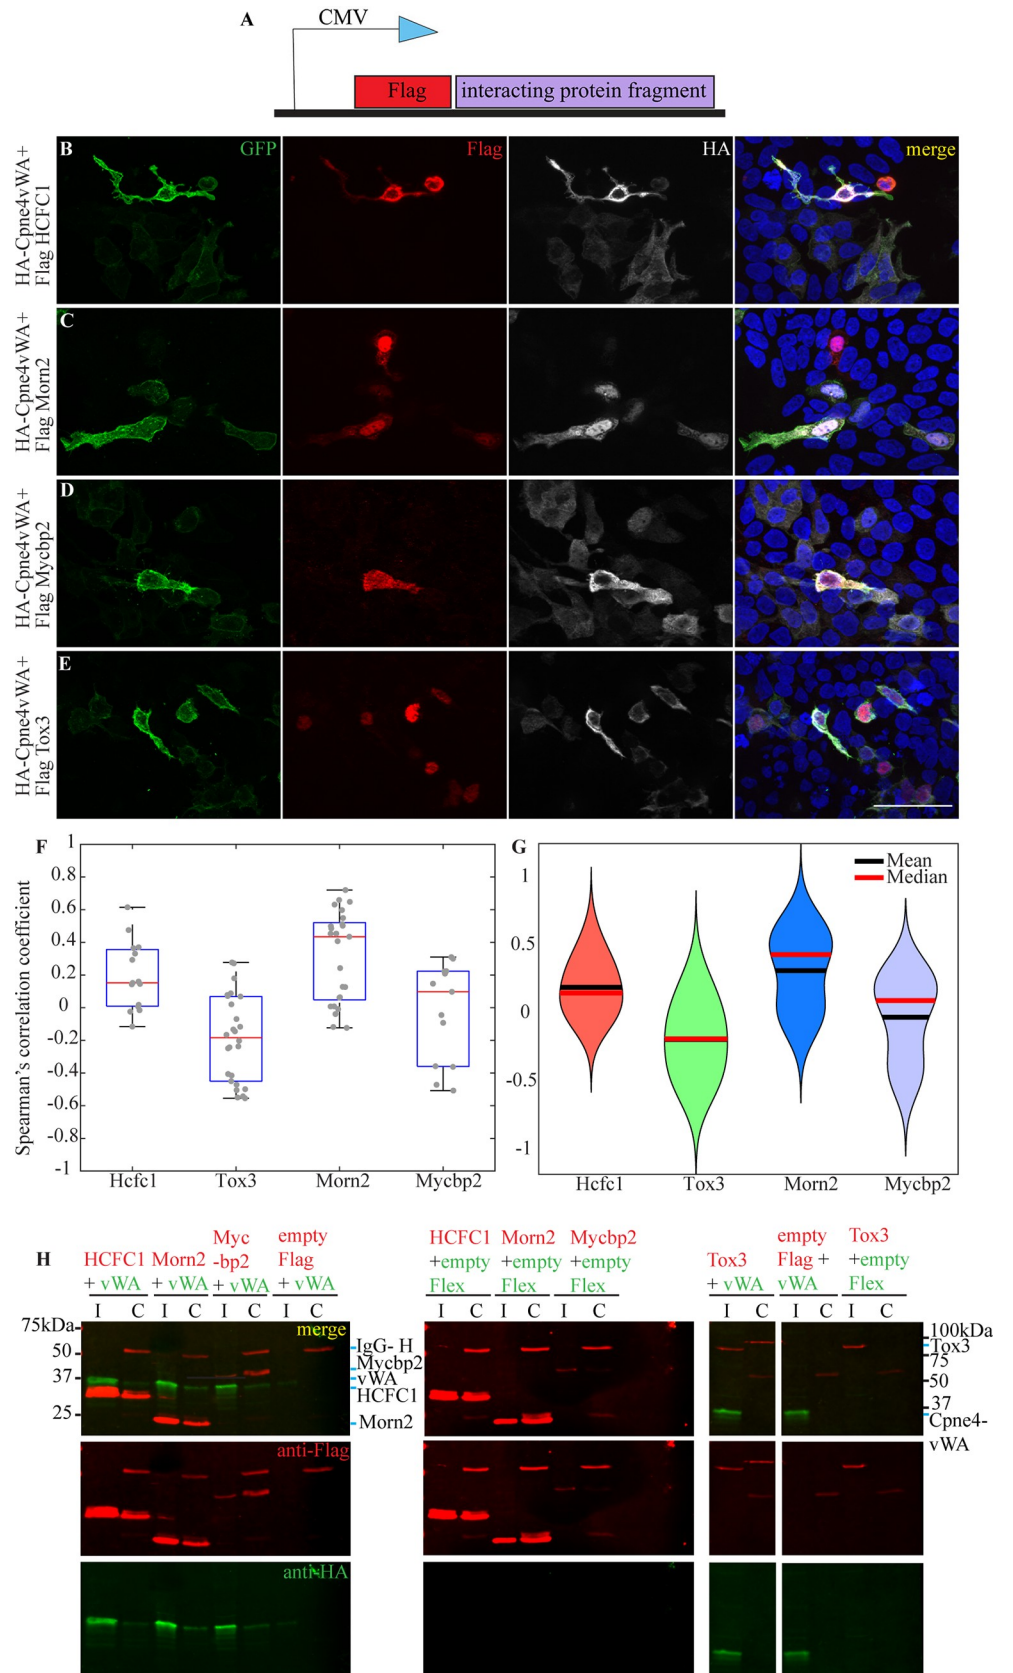 A
CMV
Flag
interacting protein fragment
HA-Cpne4vWA+
Flag HCFC1
B
GFP
Flag
HA
merge
HA-Cpne4vWA+
Flag Morn2
C
HA-Cpne4vWA+
Flag Mycbp2
D
HA-Cpne4vWA+
Flag Tox3
E
F
Sperman's correlation coefficient
1
0.8
0.6
0.4
0.2
0
-0.2
-0.4
-0.6
-0.8
-1
Hcfc1 Tox3 Morn2 Mycbp2
G
Mean
Median
1
0.5
0
-0.5
-1
Hcfc1 Tox3 Morn2 Mycbp2
H
HCFC1
+ vWA
Morn2
+ vWA
Myc
-bp2
+ vWA
empty
Flag
+ vWA
I C I C I C I C
75kDa
50
37
25
merge
IgG- H
Mycbp2
vWA
HCFC1
Morn2
anti-Flag
anti-HA
HCFC1
+empty
Flex
Morn2
+empty
Flex
Mycbp2
+empty
Flex
I C I C I C
Tox3
+ vWA
empty
Flag +
vWA
Tox3
+empty
Flex
I C I C I C
100kDa
Tox3
75
50
37
Cpne4-
vWA